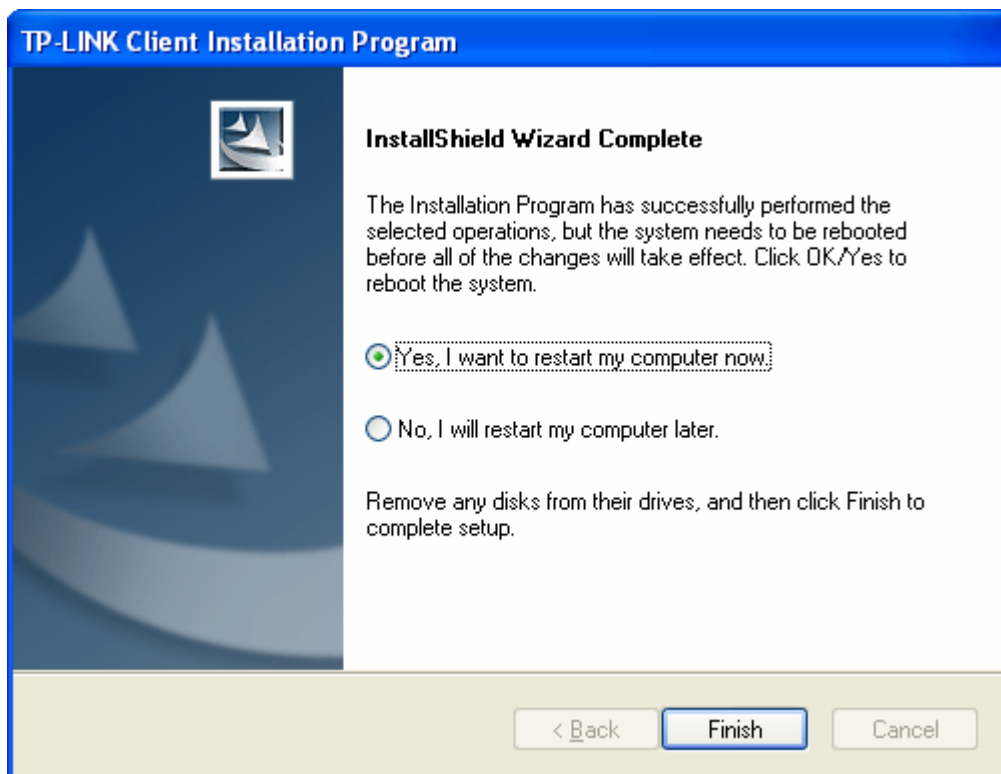 TP-LINK Client Installation Program
InstallShield Wizard Complete
The Installation Program has successfully performed the
selected operations, but the system needs to be rebooted
before all of the changes will take effect. Click OK/Yes to
reboot the system.
Yes, I want to restart my computer now.
No, I will restart my computer later.
Remove any disks from their drives, and then click Finish to
complete setup.
< Back Finish Cancel